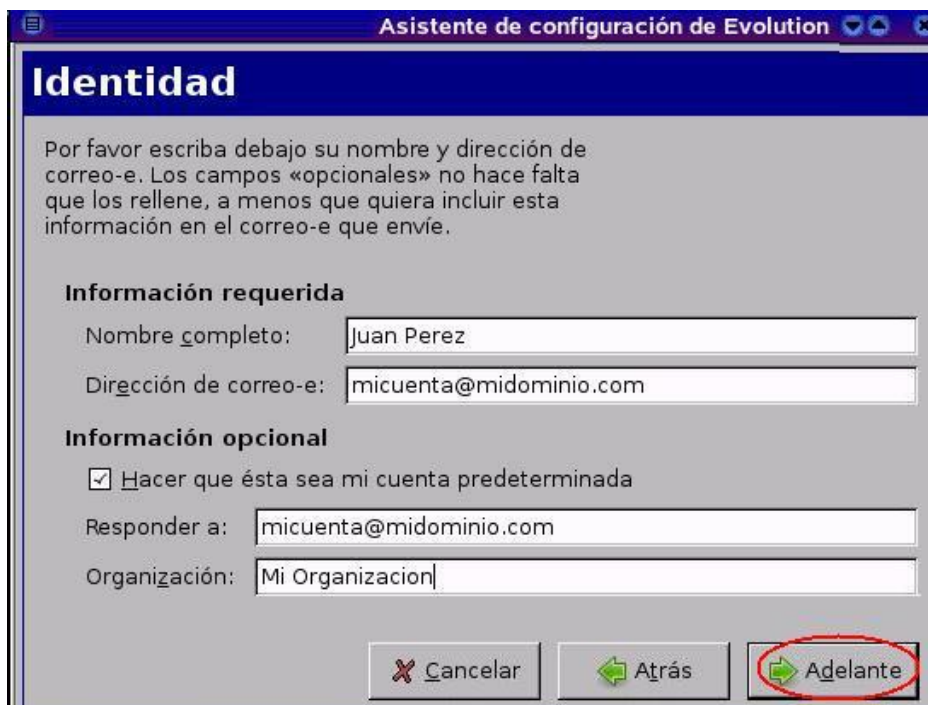 Asistente de configuración de Evolution
Identidad
Por favor escriba debajo su nombre y dirección de
correo-e. Los campos «opcionales» no hace falta
que los rellene, a menos que quiera incluir esta
información en el correo-e que envíe.
Información requerida
Nombre completo: Juan Perez
Dirección de correo-e: micuenta@midominio.com
Información opcional
Hacer que ésta sea mi cuenta predeterminada
Responder a: micuenta@midominio.com
Organización: Mi Organizacion
Cancelar Atrás Adelante